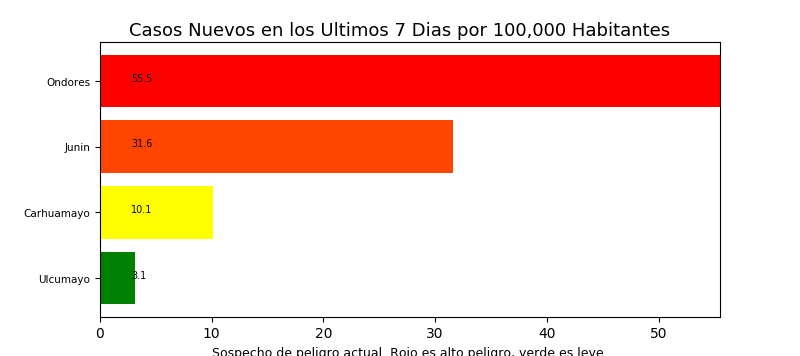 Casos Nuevos en los Ultimos 7 Dias por 100,000 Habitantes
Ondores
55.5
Junin
31.6
Carhuamayo
10.1
Ulcumayo
3.1
0 10 20 30 40 50
Sospecho de peligro actual. Rojo es alto peligro, verde es leve